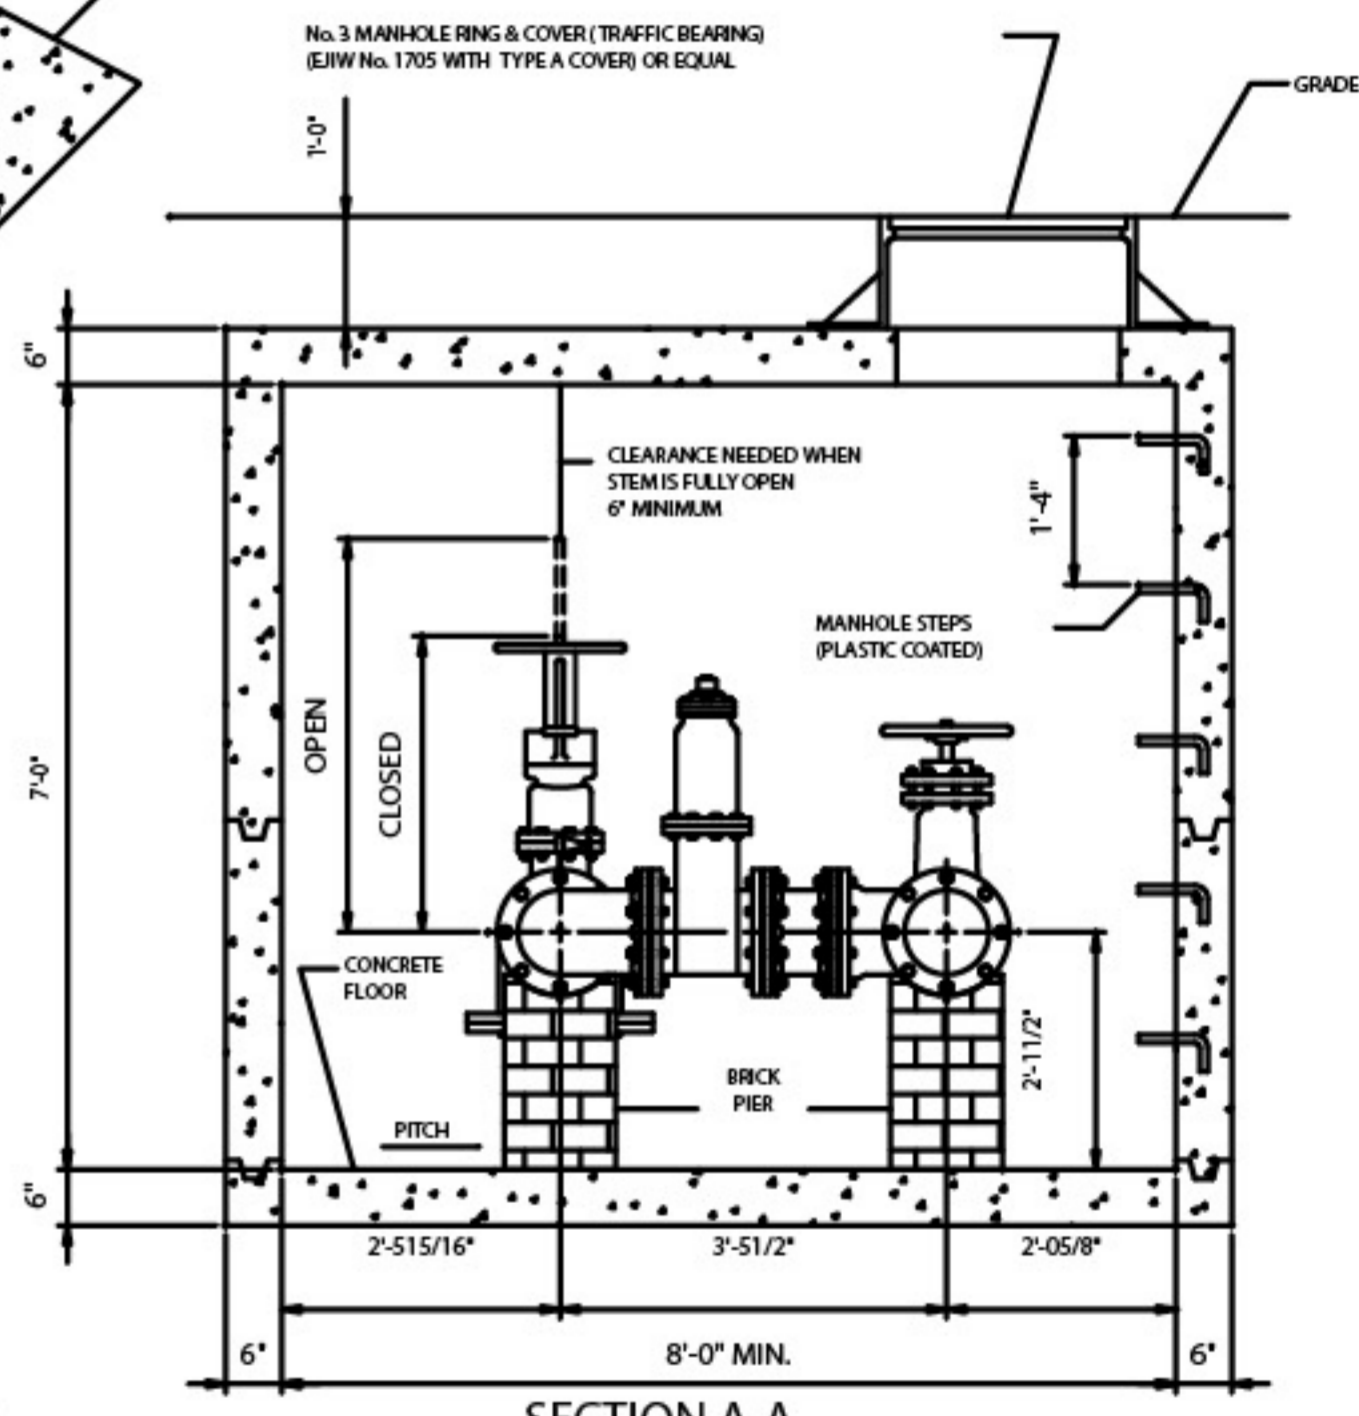 No. 3 MANHOLE RING & COVER ( TRAFFIC BEARING)
(EJIW No. 1705 WITH TYPE A COVER) OR EQUAL
GRADE
1'-0"
6"
CLEARANCE NEEDED WHEN
STEM IS FULLY OPEN
6" MINIMUM
1'-4"
MANHOLE STEPS
(PLASTIC COATED)
OPEN
CLOSED
7'-0"
CONCRETE
FLOOR
2'-11/2"
BRICK
PIER
PITCH
6"
2'-515/16"
3'-51/2"
2'-05/8"
6"
8'-0" MIN.
6"
SECTION A-A